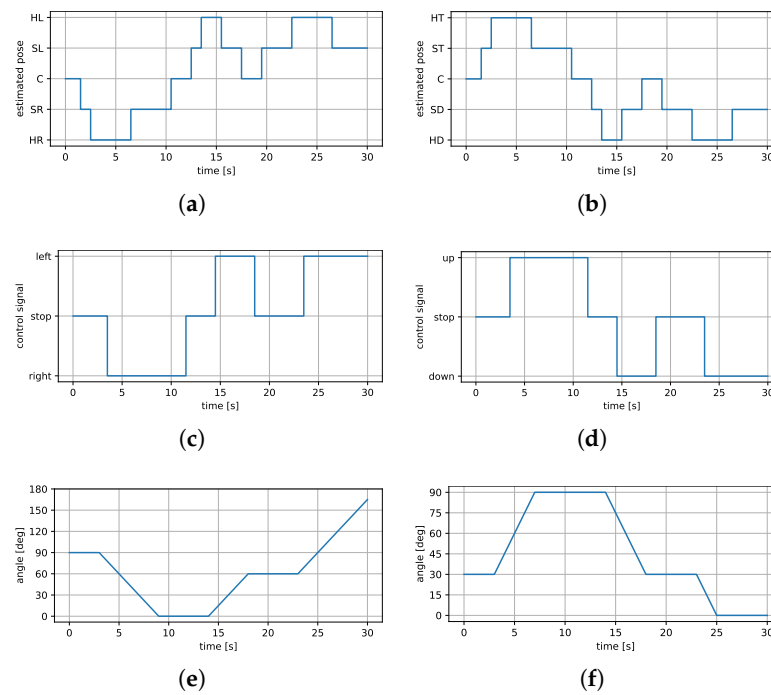 HL
SL
C
SR
HR
estimated pose
0 5 10 15 20 25 30
time [s]
(a)
HT
ST
C
SD
HD
estimated pose
0 5 10 15 20 25 30
time [s]
(b)
left
stop
right
control signal
0 5 10 15 20 25 30
time [s]
(c)
up
stop
down
control signal
0 5 10 15 20 25 30
time [s]
(d)
180
150
120
90
60
30
0
angle [deg]
0 5 10 15 20 25 30
time [s]
(e)
90
75
60
45
30
15
0
angle [deg]
0 5 10 15 20 25 30
time [s]
(f)